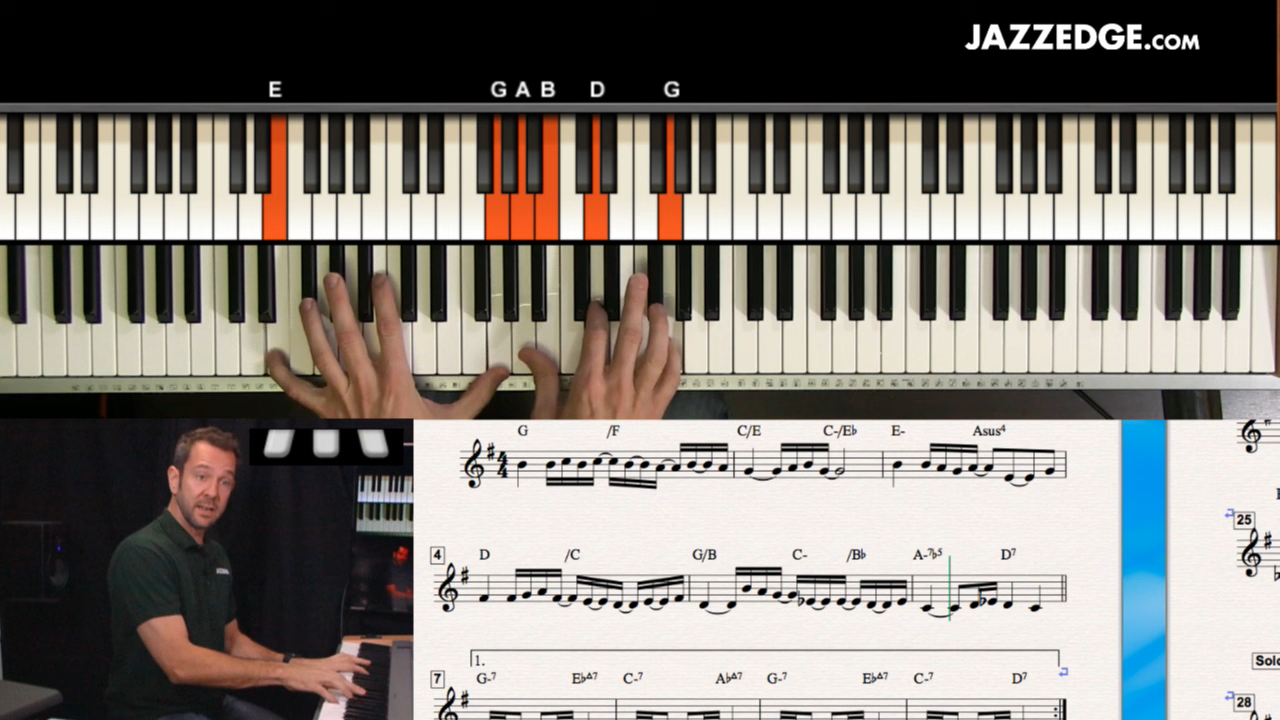 JAZZEDGE.COM
E G A B D G
G /F C/E C-/E♭ E- Asus⁴
4 D /C G/B C- /B♭ A-⁷♭⁵ D⁷
25
1.
7 G-⁷ E♭Δ⁷ C-⁷ A♭Δ⁷ G-⁷ E♭Δ⁷ C-⁷ D⁷
Solo
28